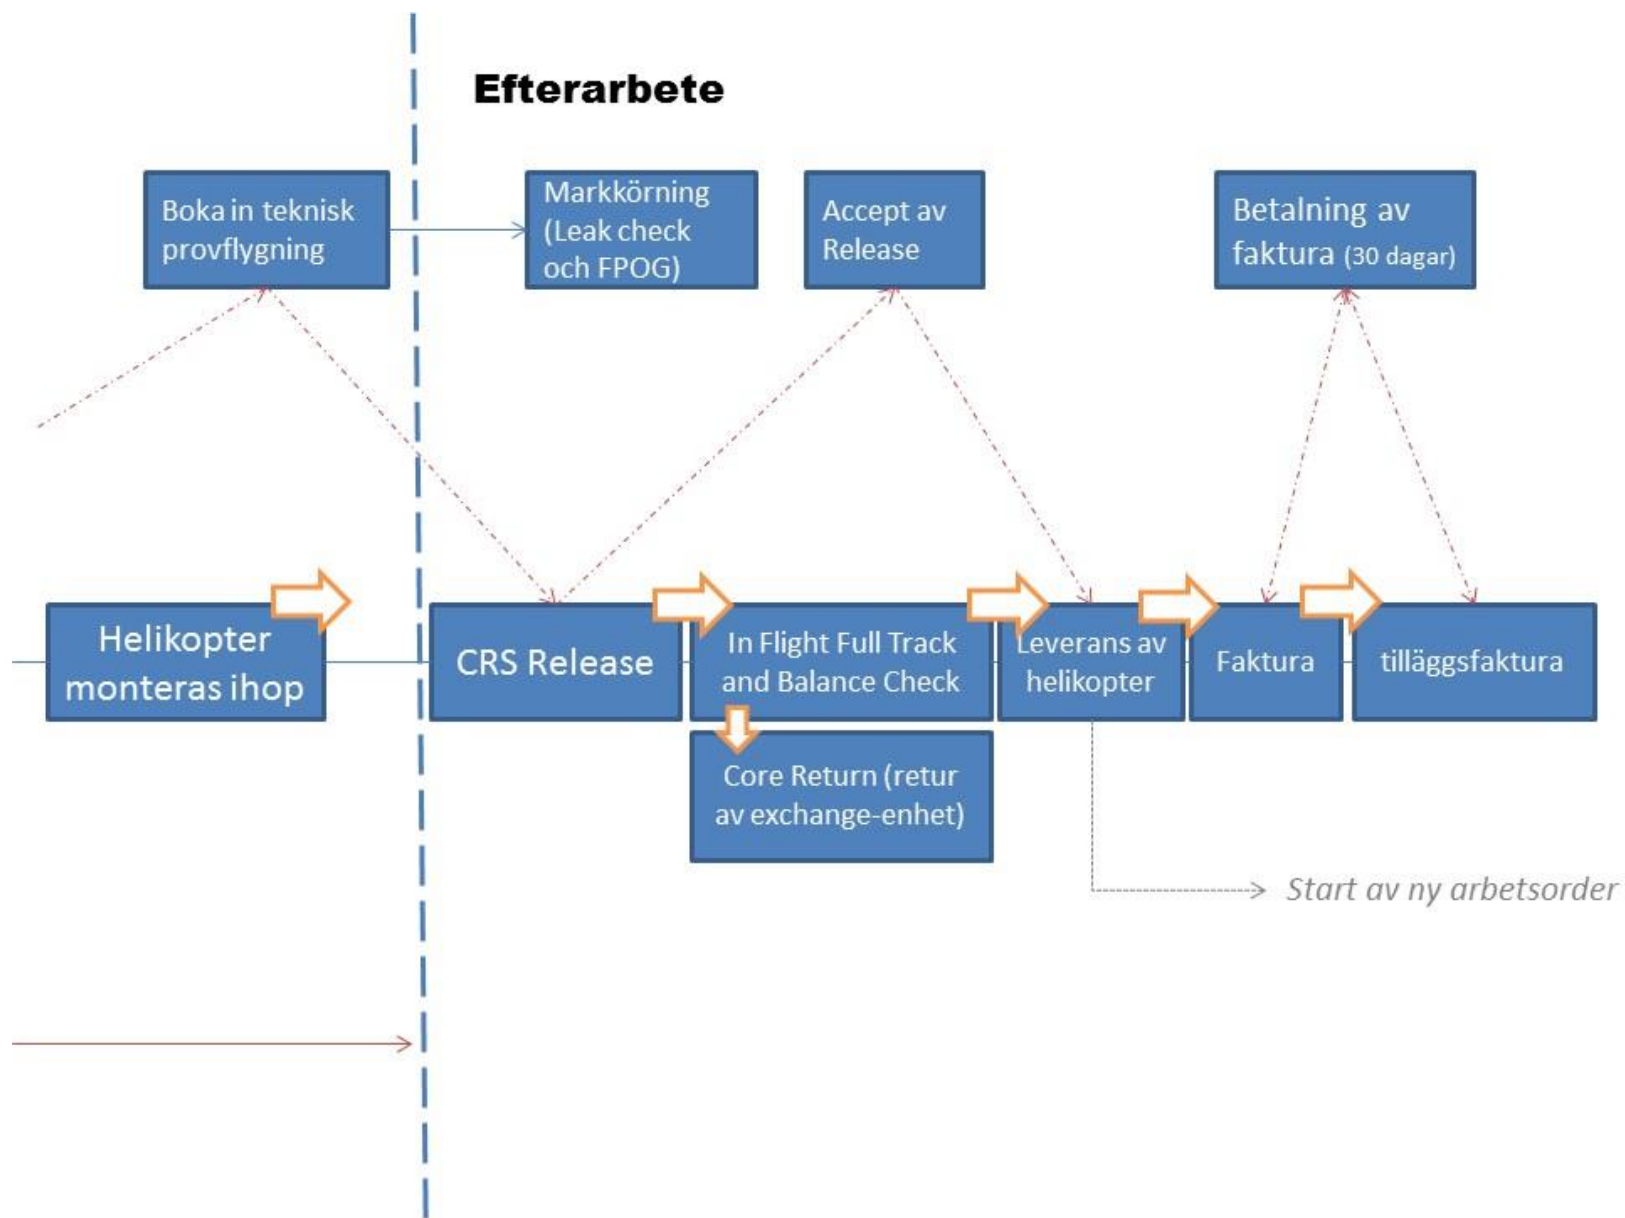 Efterarbete
Boka in teknisk
provflygning
Markkörning
(Leak check
och FPOG)
Accept av
Release
Betalning av
faktura (30 dagar)
Helikopter
monteras ihop
CRS Release
In Flight Full Track
and Balance Check
Leverans av
helikopter
Faktura
tilläggsfaktura
Core Return (retur
av exchange-enhet)
Start av ny arbetsorder